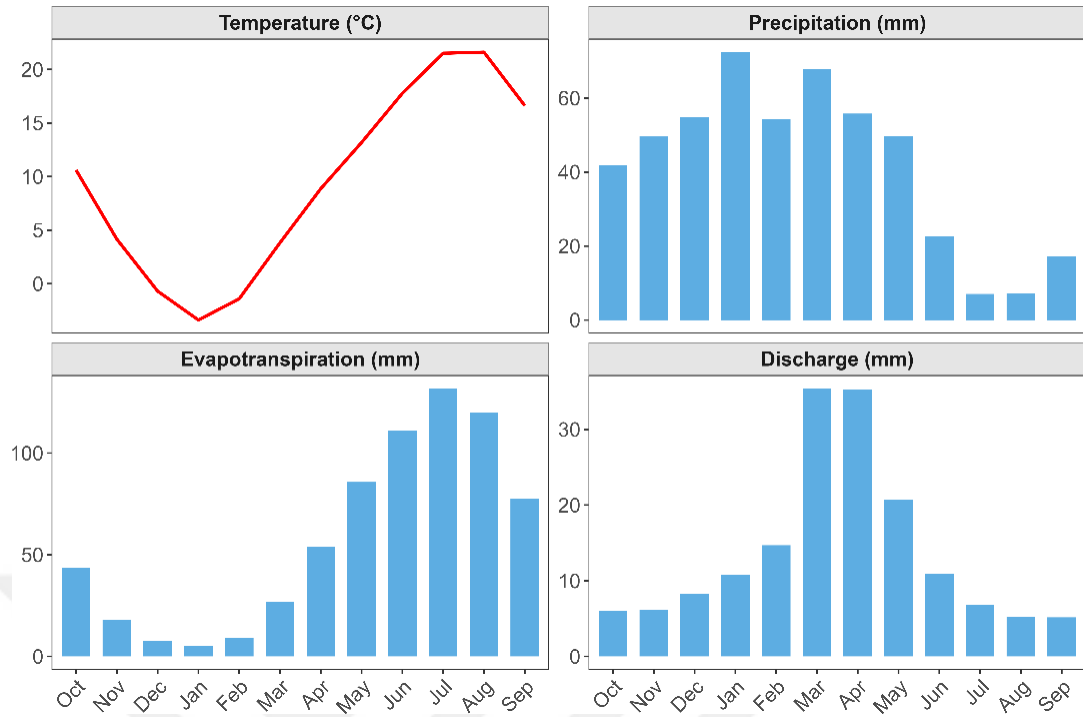 Temperature (°C)
20
15
10
5
0
Precipitation (mm)
60
40
20
0
Evapotranspiration (mm)
100
50
0
Oct Nov Dec Jan Feb Mar Apr May Jun Jul Aug Sep
Discharge (mm)
30
20
10
0
Oct Nov Dec Jan Feb Mar Apr May Jun Jul Aug Sep